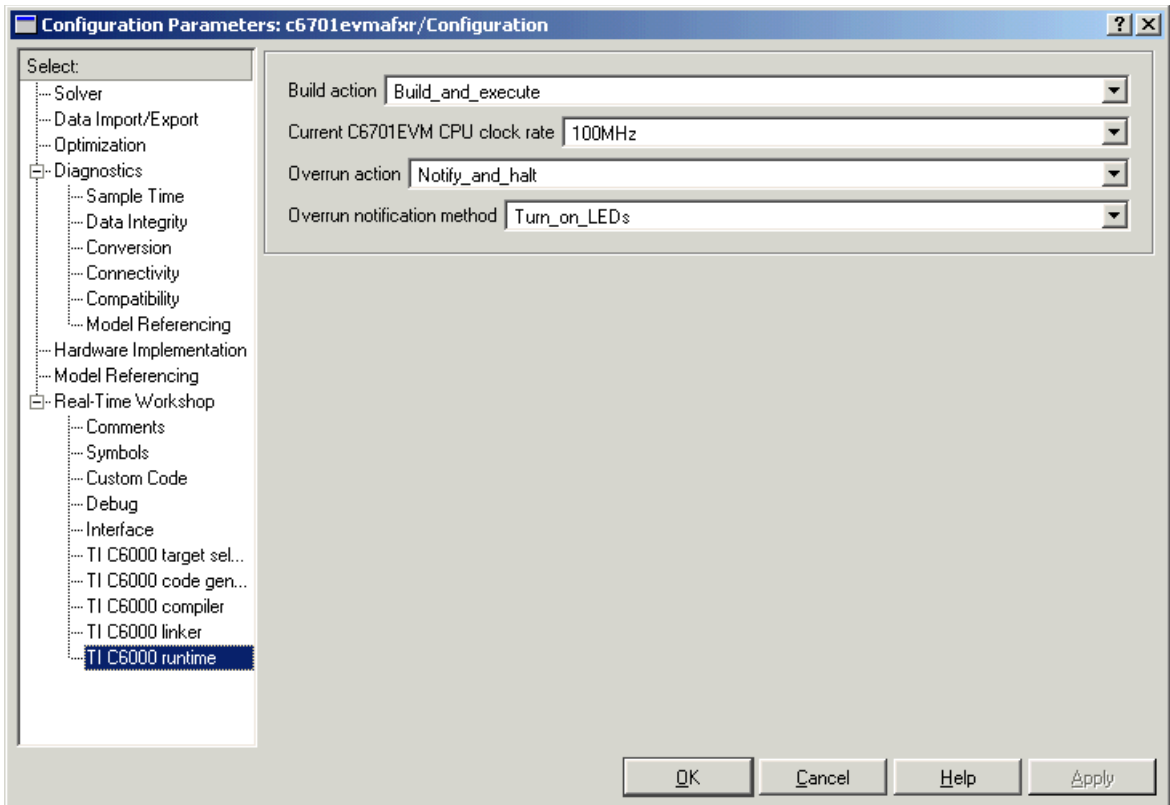 Configuration Parameters: c6701evmafxr/Configuration
Select:
Solver
Data Import/Export
Optimization
Diagnostics
Sample Time
Data Integrity
Conversion
Connectivity
Compatibility
Model Referencing
Hardware Implementation
Model Referencing
Real-Time Workshop
Comments
Symbols
Custom Code
Debug
Interface
TI C6000 target sel...
TI C6000 code gen...
TI C6000 compiler
TI C6000 linker
TI C6000 runtime
Build action Build_and_execute
Current C6701EVM CPU clock rate 100MHz
Overrun action Notify_and_halt
Overrun notification method Turn_on_LEDs
OK Cancel Help Apply